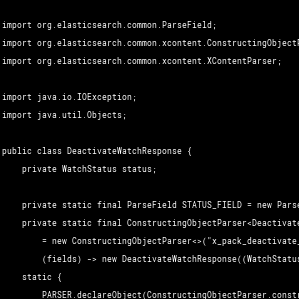 import org.elasticsearch.common.ParseField;
import org.elasticsearch.common.xcontent.ConstructingObjectP
import org.elasticsearch.common.xcontent.XContentParser;
import java.io.IOException;
import java.util.Objects;
public class DeactivateWatchResponse {
private WatchStatus status;
private static final ParseField STATUS_FIELD = new Parse
private static final ConstructingObjectParser<Deactivate
= new ConstructingObjectParser<>("x_pack_deactivate_
(fields) -> new DeactivateWatchResponse((WatchStatus
static {
PARSER.declareObject(ConstructingObjectParser.constr